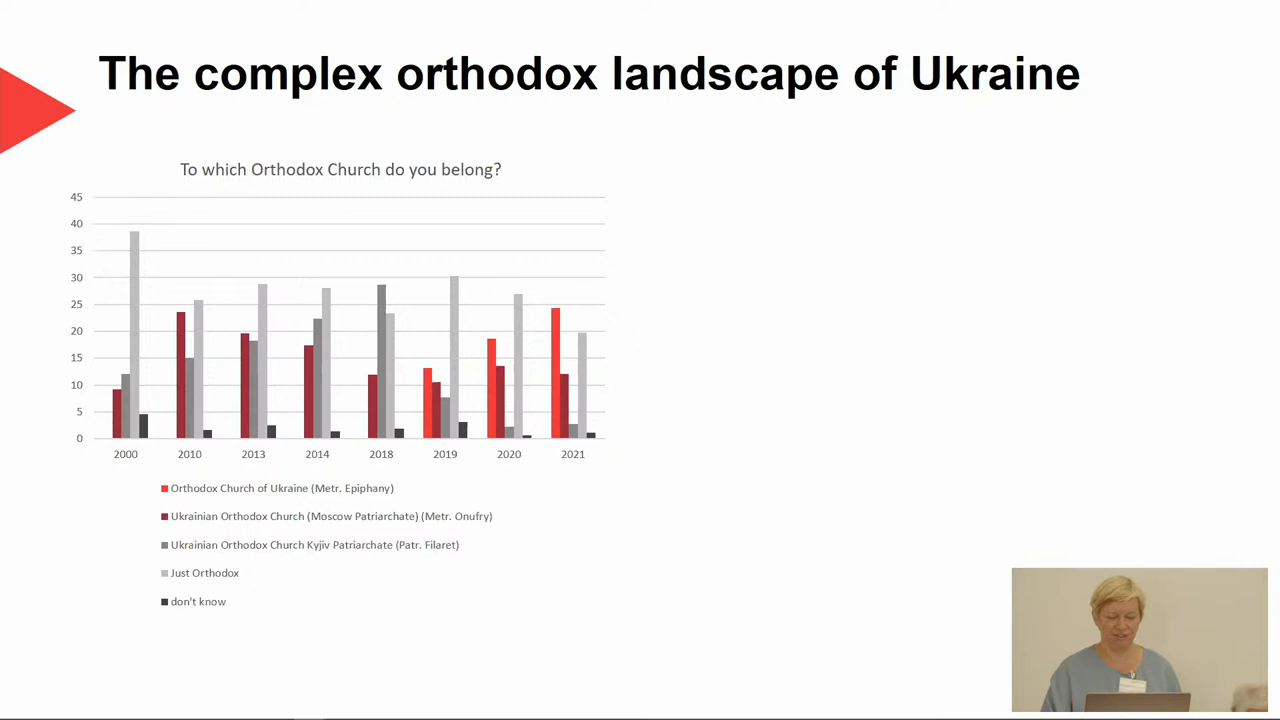 The complex orthodox landscape of Ukraine
To which Orthodox Church do you belong?
45
40
35
30
25
20
15
10
5
0
2000 2010 2013 2014 2018 2019 2020 2021
Orthodox Church of Ukraine (Metr. Epiphany)
Ukrainian Orthodox Church (Moscow Patriarchate) (Metr. Onufry)
Ukrainian Orthodox Church Kyjiv Patriarchate (Patr. Filaret)
Just Orthodox
don't know